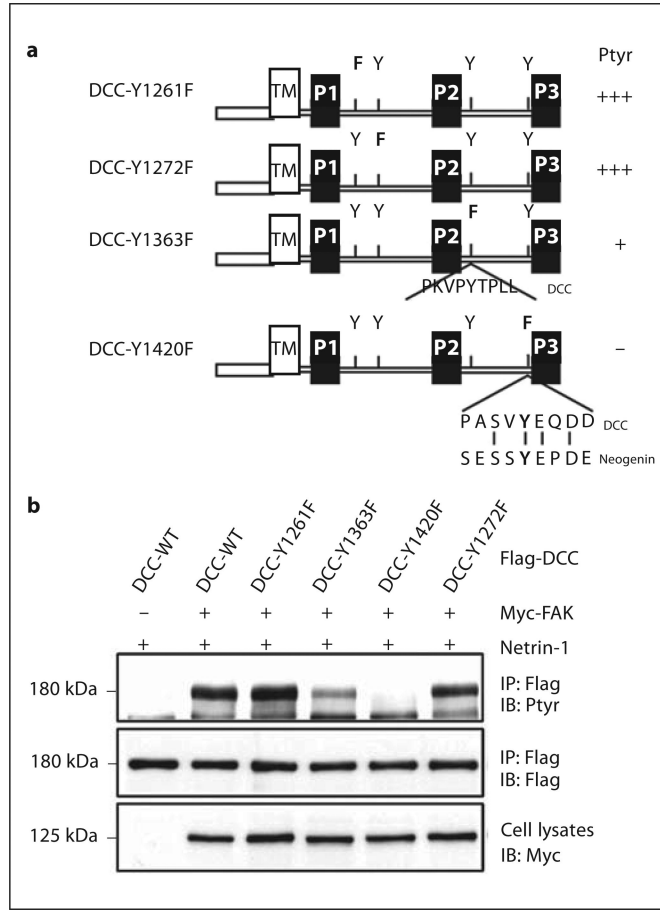 a
F Y Y Y Ptyr
DCC-Y1261F TM P1 P2 P3 +++
Y F Y Y
DCC-Y1272F TM P1 P2 P3 +++
Y Y F Y
DCC-Y1363F TM P1 P2 P3 +
PKVPYTPLL DCC
Y Y Y F
DCC-Y1420F TM P1 P2 P3 –
PASVYEQDD DCC
SESSYEPDE Neogenin
b
DCC-WT DCC-WT DCC-Y1261F DCC-Y1363F DCC-Y1420F DCC-Y1272F Flag-DCC
– + + + + + Myc-FAK
+ + + + + + Netrin-1
180 kDa IP: Flag
IB: Ptyr
180 kDa IP: Flag
IB: Flag
125 kDa Cell lysates
IB: Myc